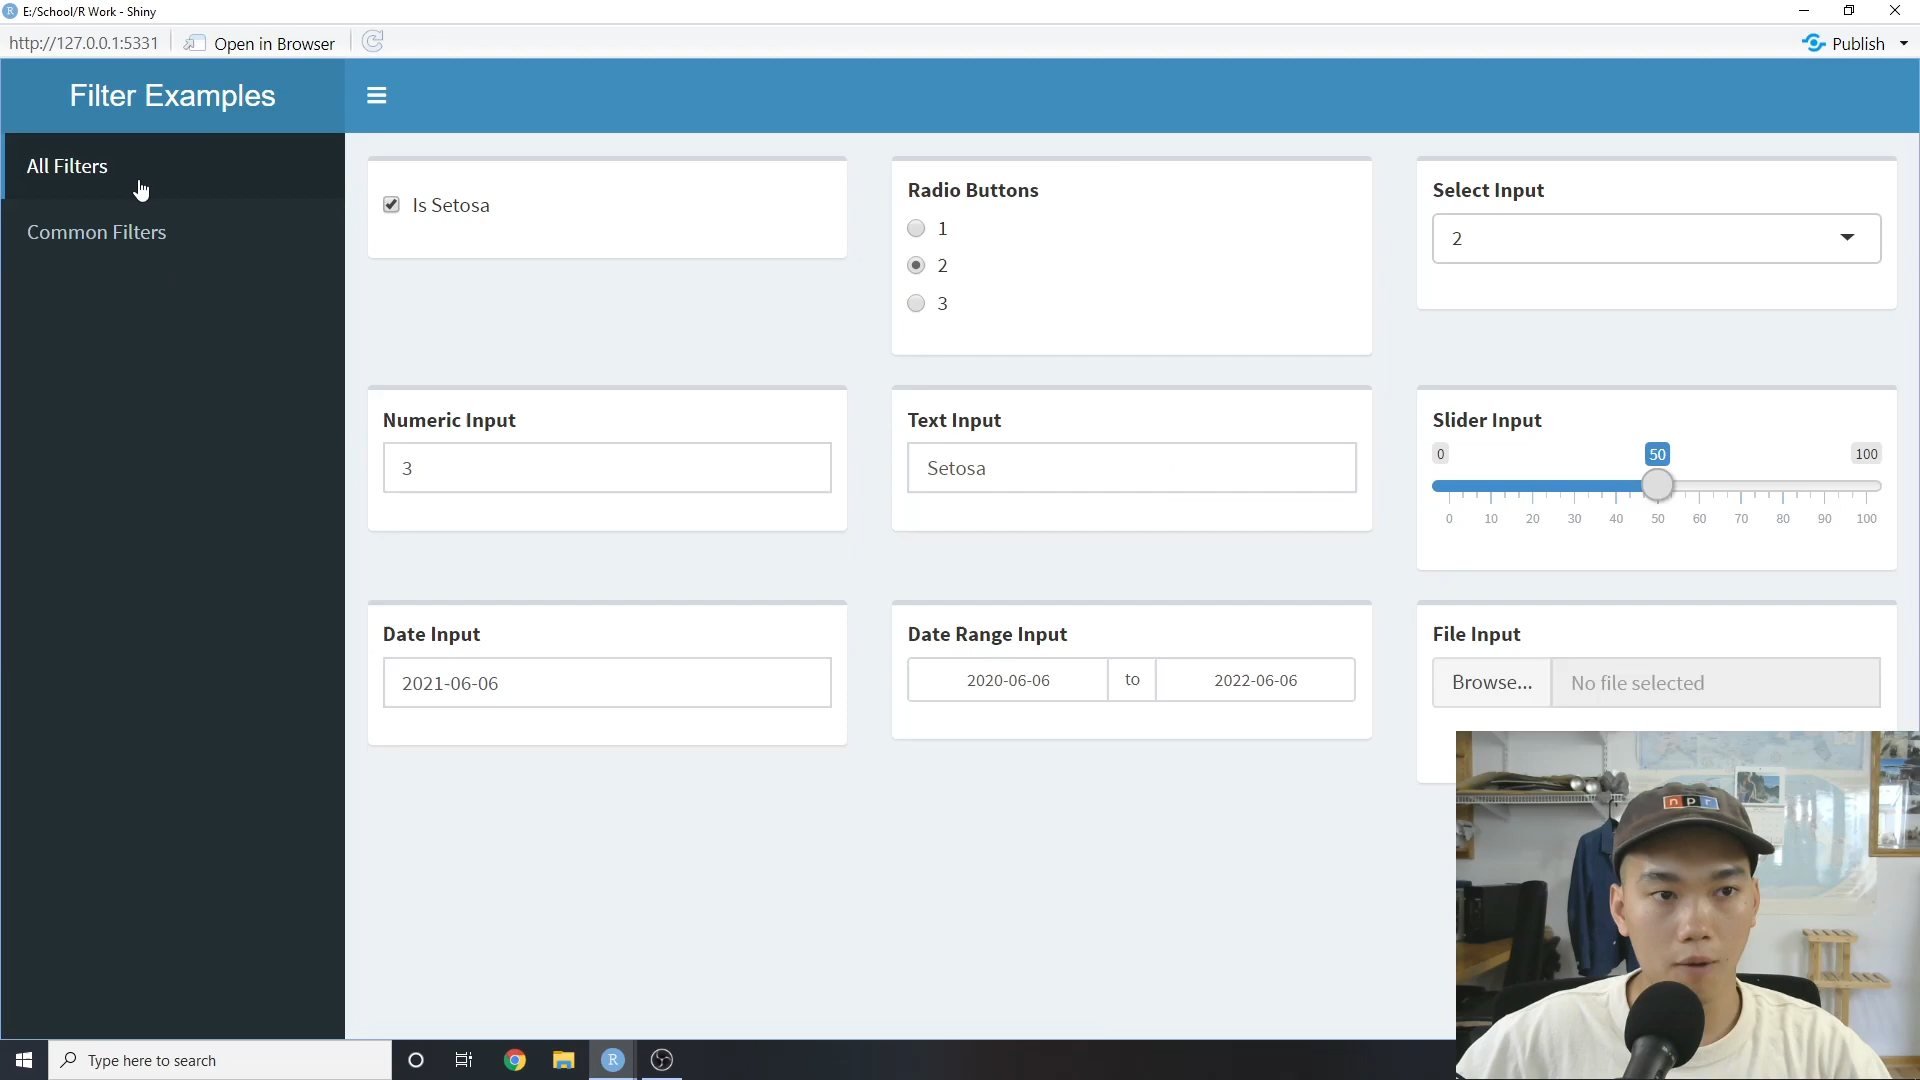 E:/School/R Work - Shiny
http://127.0.0.1:5331
Open in Browser
Publish
Filter Examples
All Filters
Common Filters
Is Setosa
Radio Buttons
1
2
3
Select Input
2
Numeric Input
3
Text Input
Setosa
Slider Input
0 50 100
0 10 20 30 40 50 60 70 80 90 100
Date Input
2021-06-06
Date Range Input
2020-06-06 to 2022-06-06
File Input
Browse... No file selected
npr
Type here to search